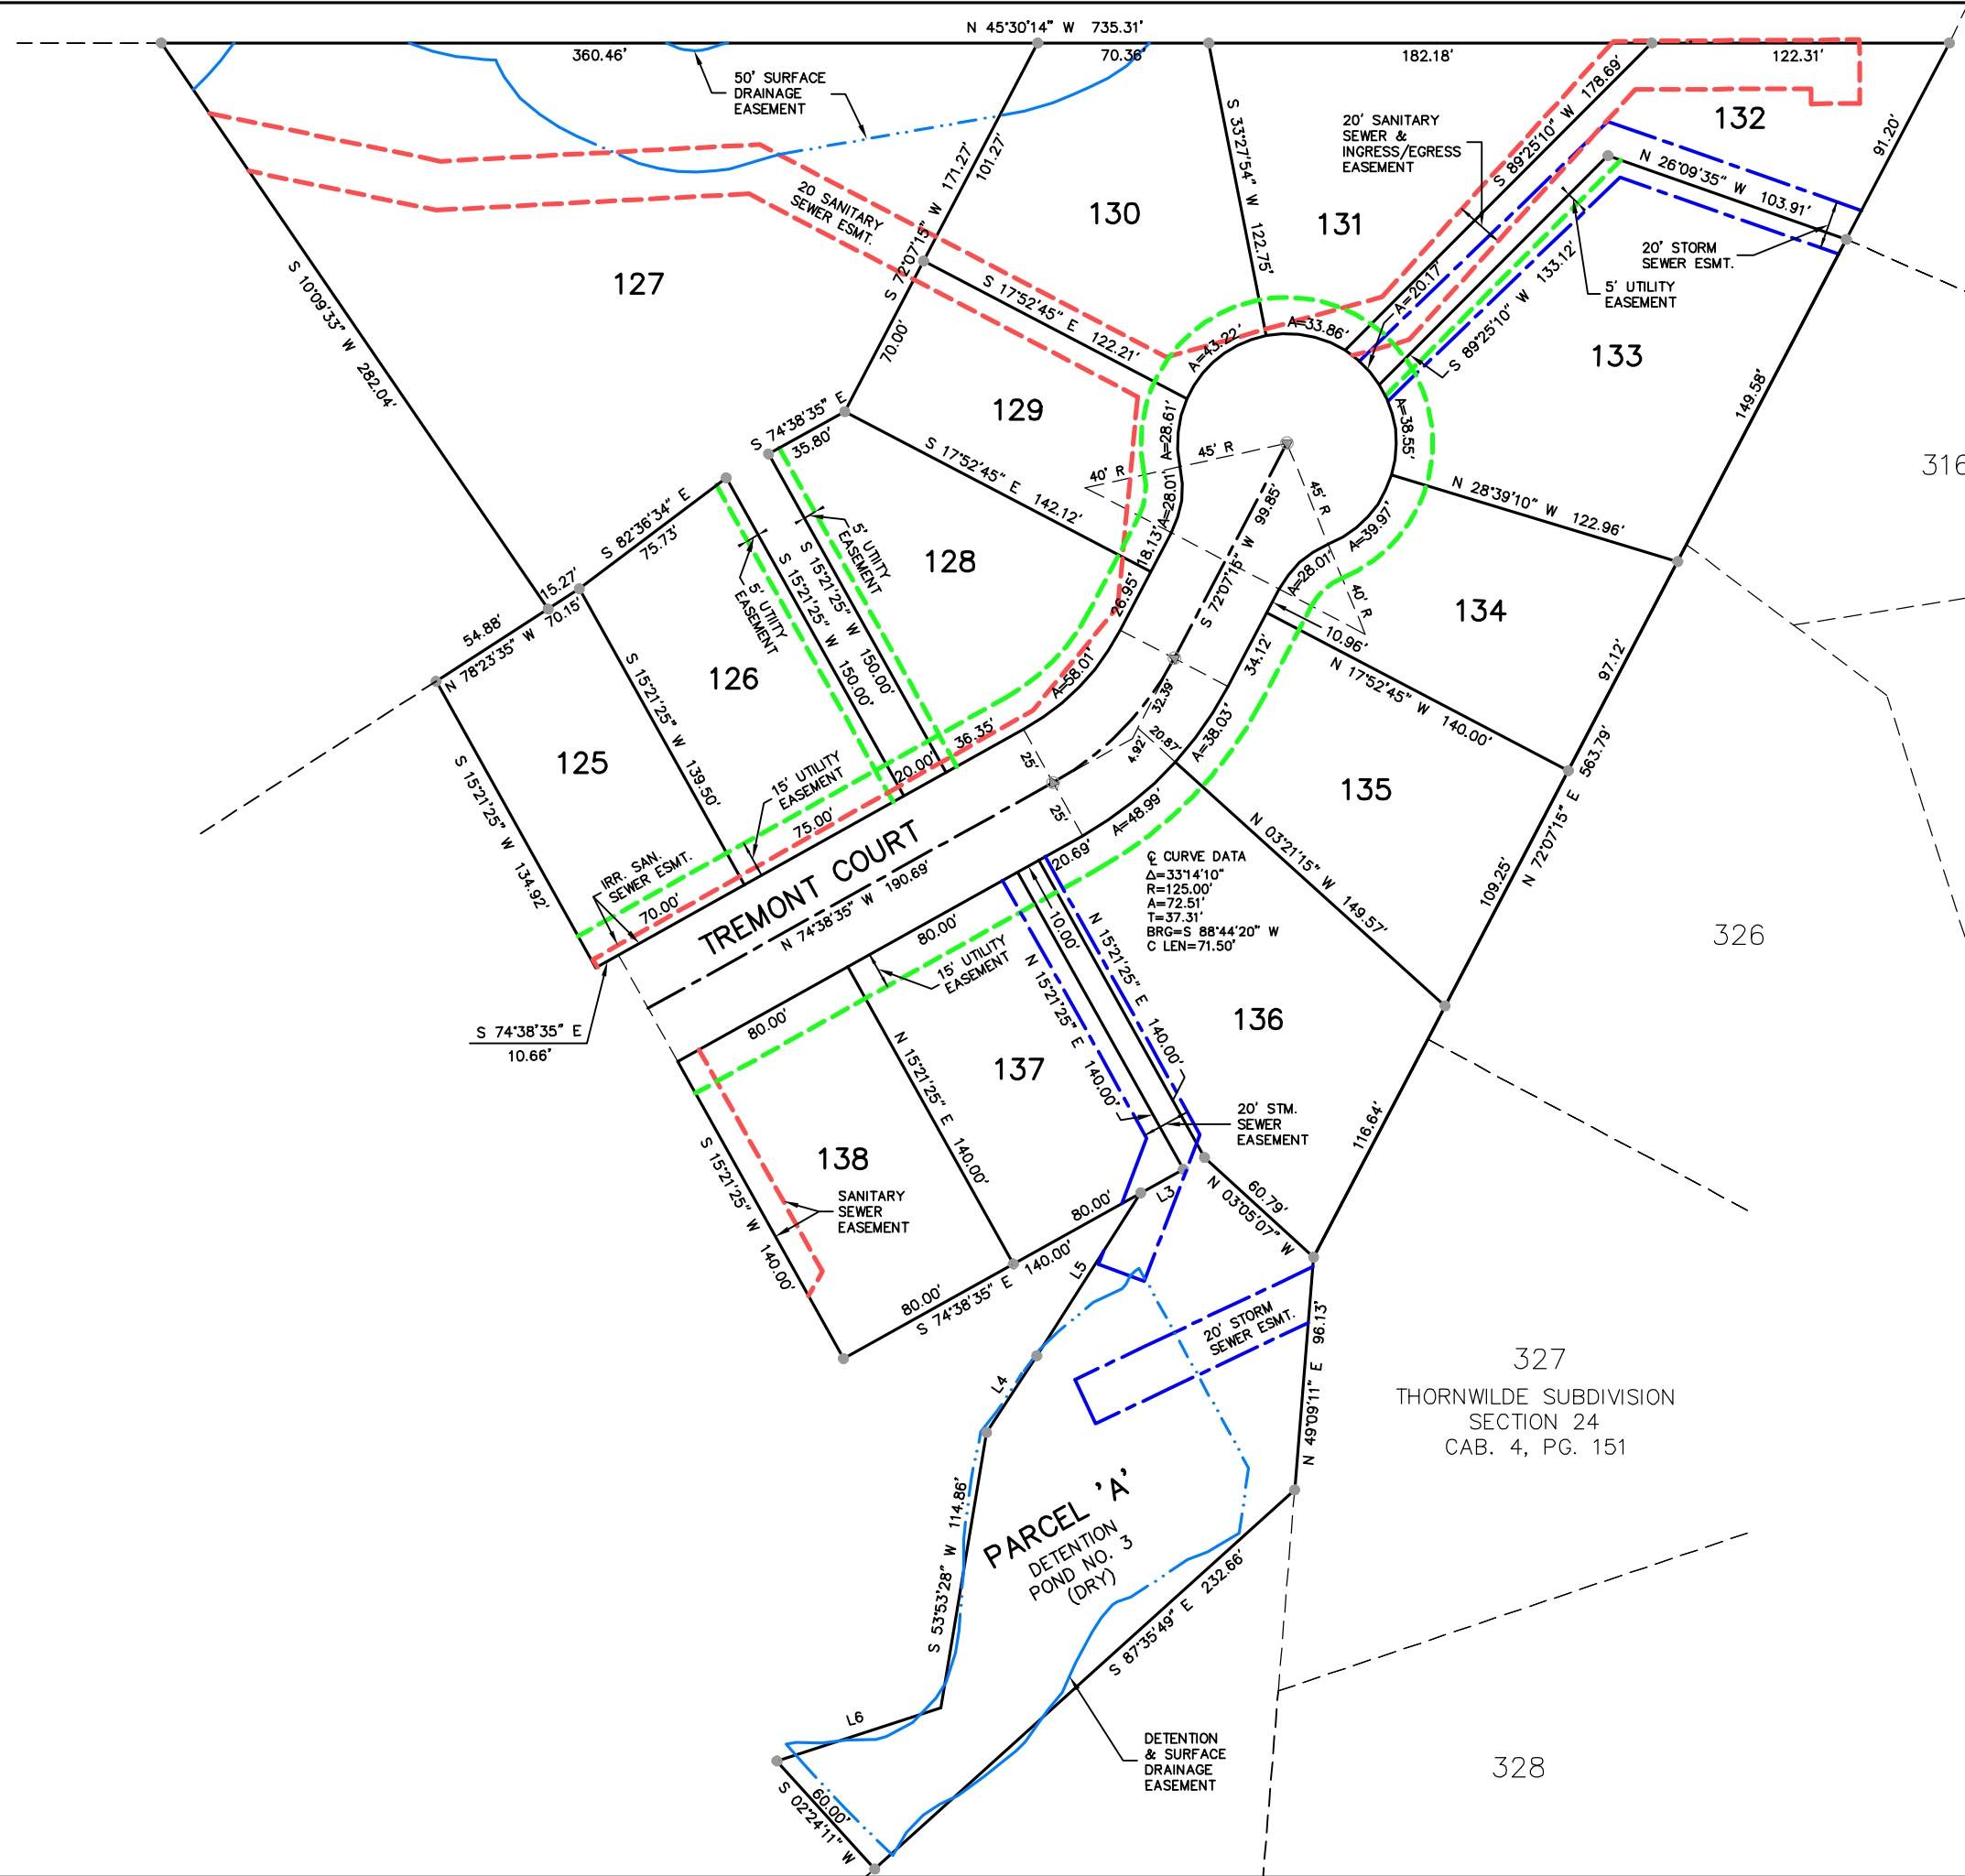 N 45°30'14" W 735.31'
360.46'
70.36'
182.18'
122.31'
50' SURFACE
DRAINAGE
EASEMENT
S 33°27'54" W 122.75'
20' SANITARY
SEWER &
INGRESS/EGRESS
EASEMENT
S 89°25'10" W 178.69'
132
91.20'
N 26°09'35" W 103.91'
S 72°07'15" W 171.27'
101.27'
70.00'
20 SANITARY
SEWER ESMT.
130
131
20' STORM
SEWER ESMT.
5' UTILITY
EASEMENT
S 89°25'10" W 133.12'
127
S 10°09'33" W 282.04'
S 17°52'45" E 122.21'
A=43.22'
A=33.86'
A=20.17'
133
149.58'
129
A=28.61'
A=38.55'
S 74°38'35" E
35.80'
S 17°52'45" E 142.12'
40' R
45' R
45' R
40' R
A=28.01'
18.13'
316
N 28°39'10" W 122.96'
S 82°36'34" E
75.73'
5' UTIITY
EASEMENT
5' UTIITY
EASEMENT
S 15°21'25" W 150.00'
S 15°21'25" W 150.00'
128
S 72°07'15" W 99.85'
A=39.97'
A=28.01'
26.95'
15.27'
54.88'
N 78°23'35" W 70.15'
134
10.96'
34.12'
N 17°52'45" W 140.00'
97.12'
126
S 15°21'25" W 139.50'
A=58.01'
32.39'
20.87'
4.92'
A=38.03'
125
S 15°21'25" W 134.92'
15' UTILITY
EASEMENT
20.00'
36.35'
25'
25'
75.00'
N 72°07'15" E 563.79'
135
A=48.99'
20.69'
IRR. SAN.
SEWER ESMT.
70.00'
TREMONT COURT
N 74°38'35" W 190.69'
N 03°21'15" W 149.57'
109.25'
℄ CURVE DATA
Δ=33°14'10"
R=125.00'
A=72.51'
T=37.31'
BRG=S 88°44'20" W
C LEN=71.50'
326
80.00'
80.00'
15' UTILITY
EASEMENT
10.00'
N 15°21'25" E 140.00'
N 15°21'25" E 140.00'
136
S 74°38'35" E
10.66'
N 15°21'25" E 140.00'
137
20' STM.
SEWER
EASEMENT
116.64'
138
S 15°21'25" W 140.00'
SANITARY
SEWER
EASEMENT
80.00'
80.00'
S 74°38'35" E 140.00'
L3
60.79'
N 03°05'07" W
L5
20' STORM
SEWER ESMT.
N 49°09'11" E 96.13'
L4
327
THORNWILDE SUBDIVISION
SECTION 24
CAB. 4, PG. 151
S 53°53'28" W 114.86'
PARCEL 'A'
DETENTION
POND NO. 3
(DRY)
S 87°35'49" E 232.66'
L6
60.00'
S 02°24'11" W
DETENTION
& SURFACE
DRAINAGE
EASEMENT
328